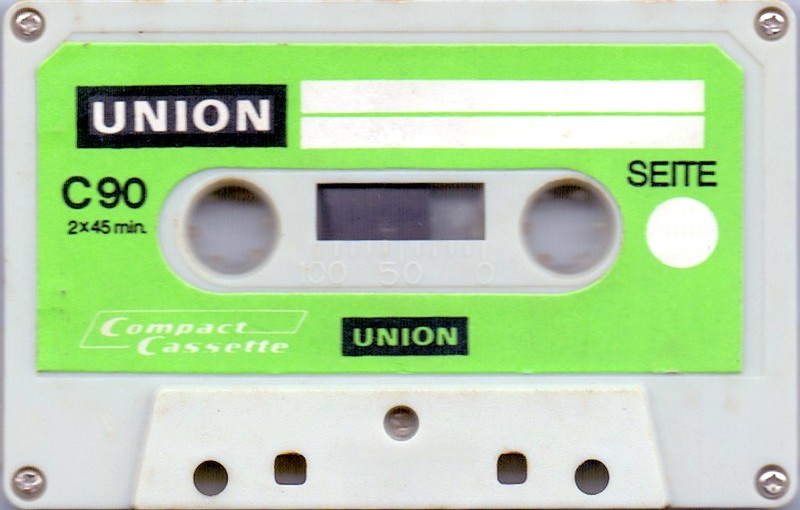 UNION
SEITE
C90
2x45 min.
100 50 0
Compact
Cassette
UNION